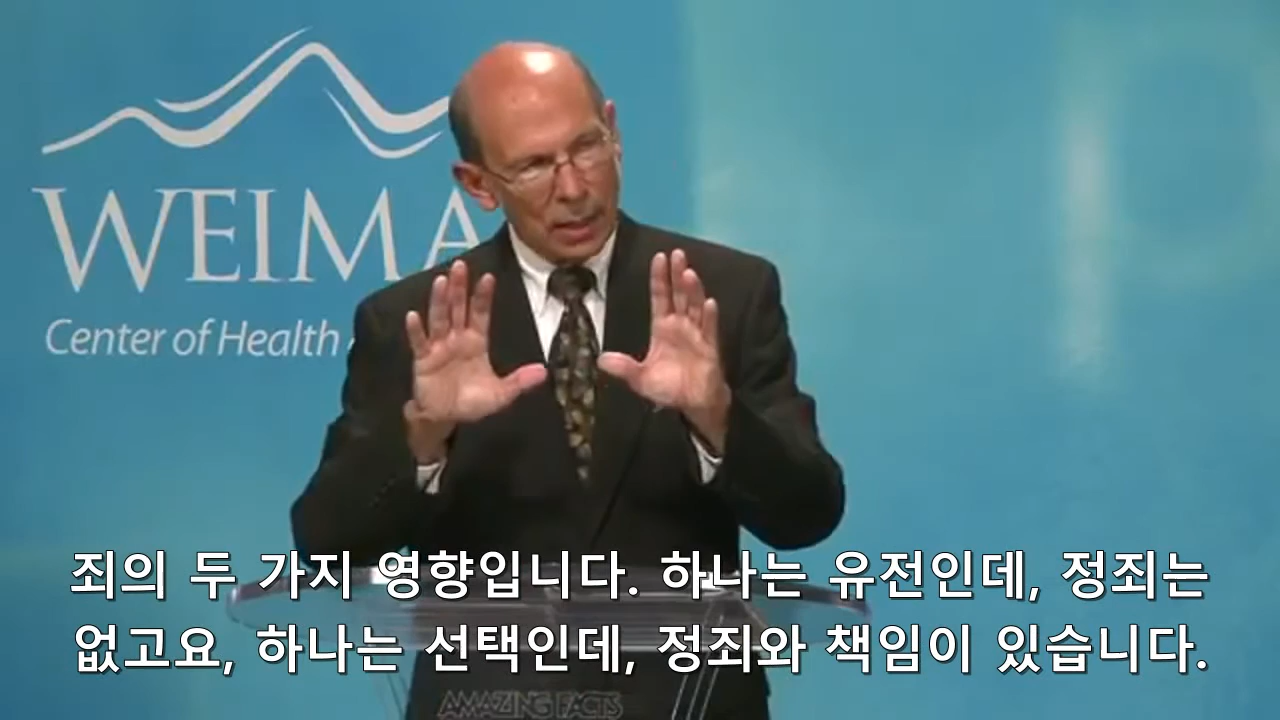 WEIMA
Center of Health
죄의 두 가지 영향입니다. 하나는 유전인데, 정죄는
없고요, 하나는 선택인데, 정죄와 책임이 있습니다.
AMAZING FACTS